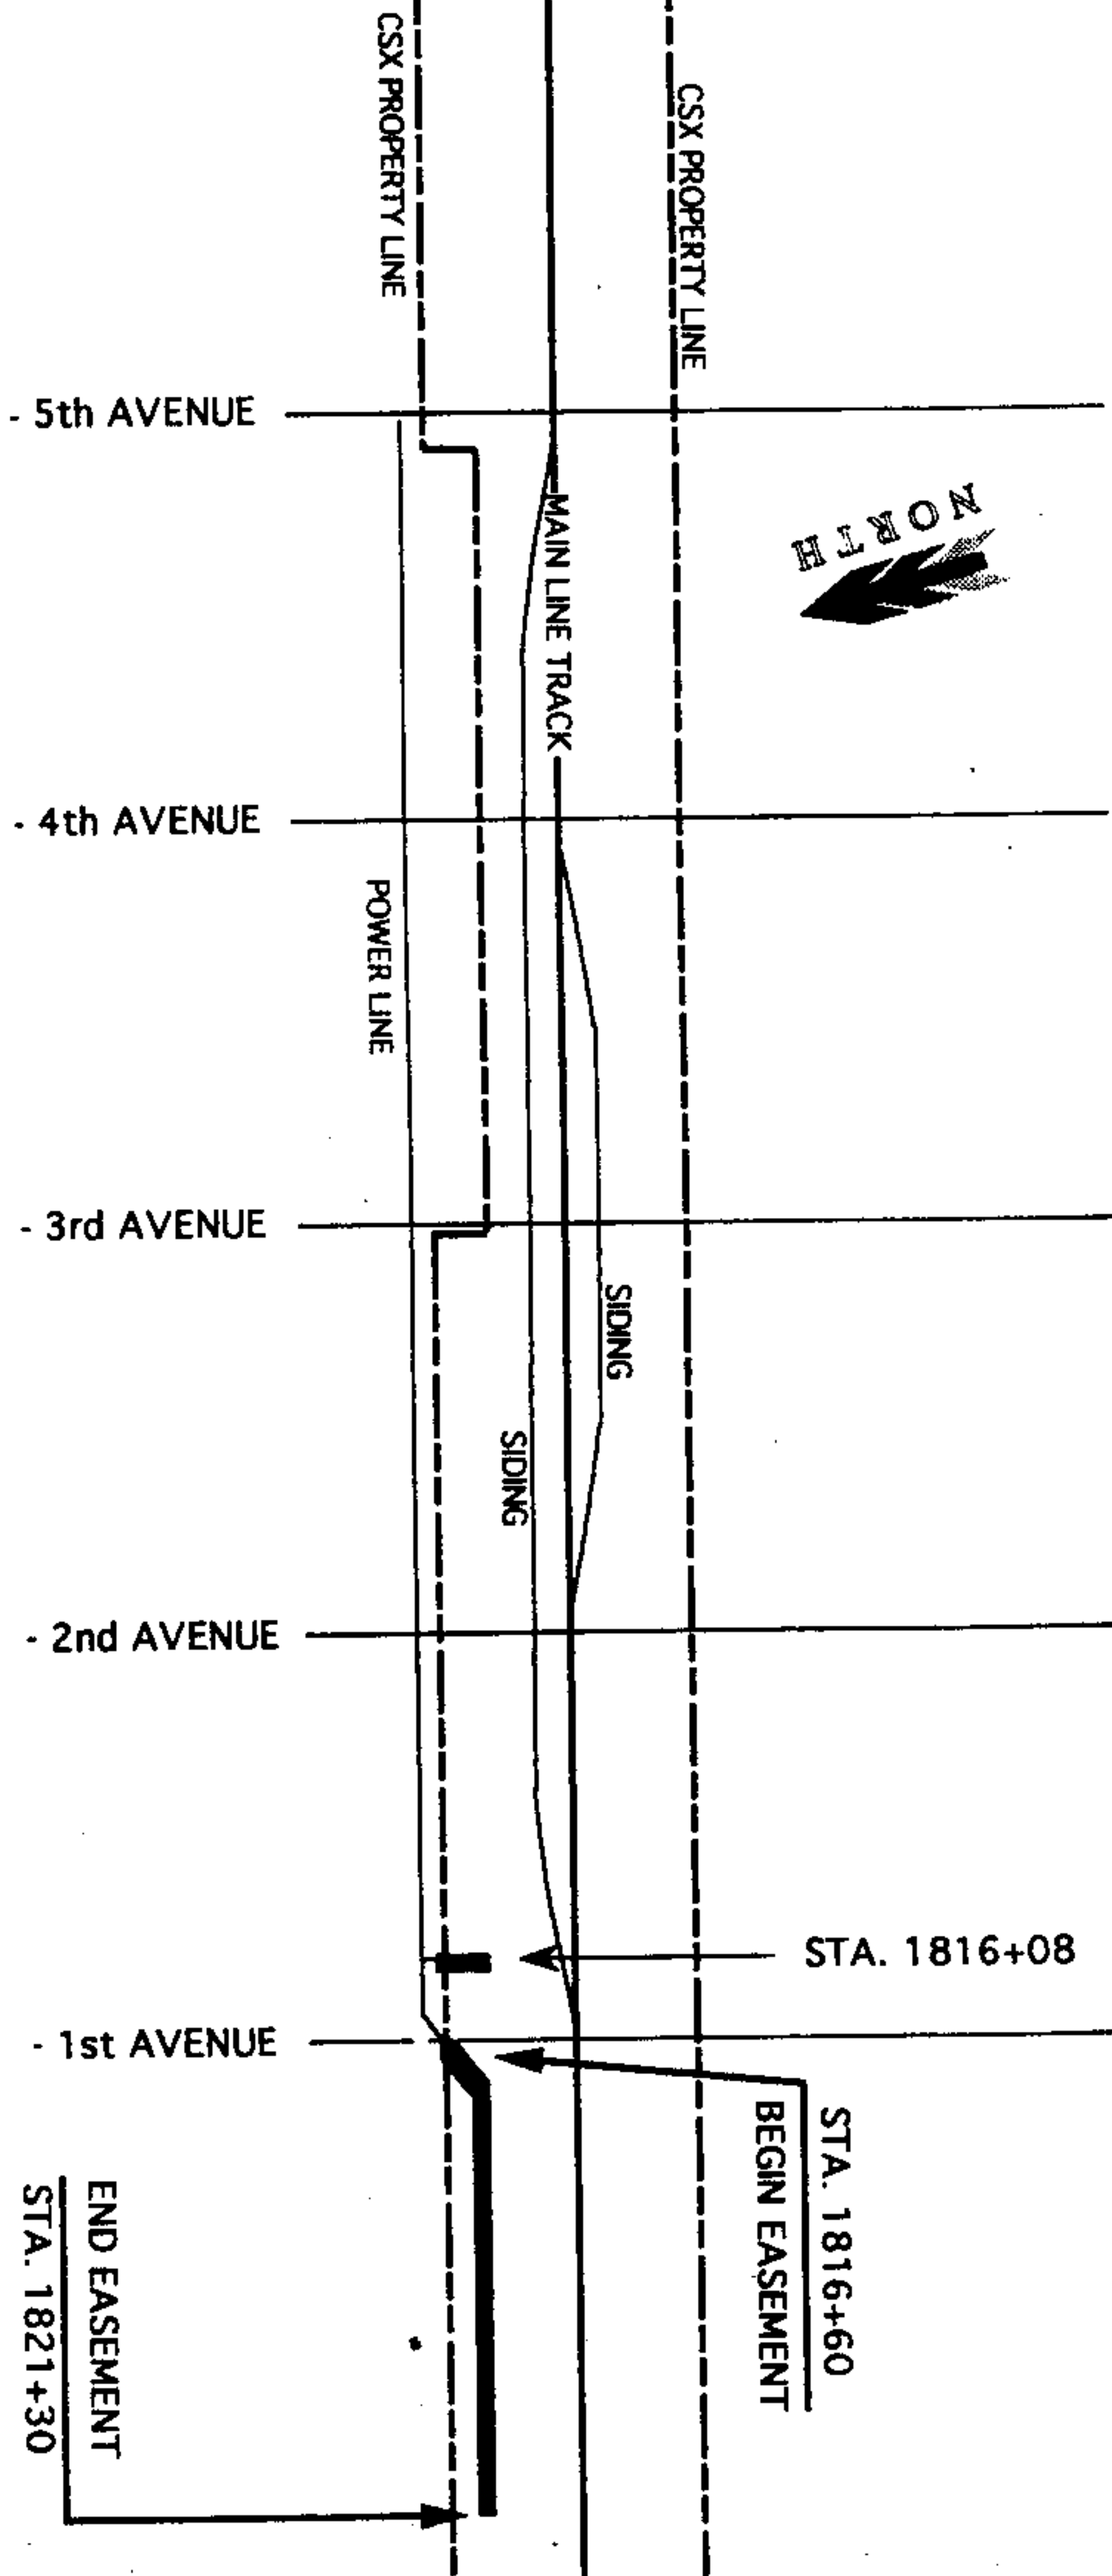 CSX PROPERTY LINE
CSX PROPERTY LINE
- 5th AVENUE
NORTH
MAIN LINE TRACK
- 4th AVENUE
POWER LINE
- 3rd AVENUE
SIDING
SIDING
- 2nd AVENUE
STA. 1816+08
- 1st AVENUE
STA. 1816+60
BEGIN EASEMENT
END EASEMENT
STA. 1821+30